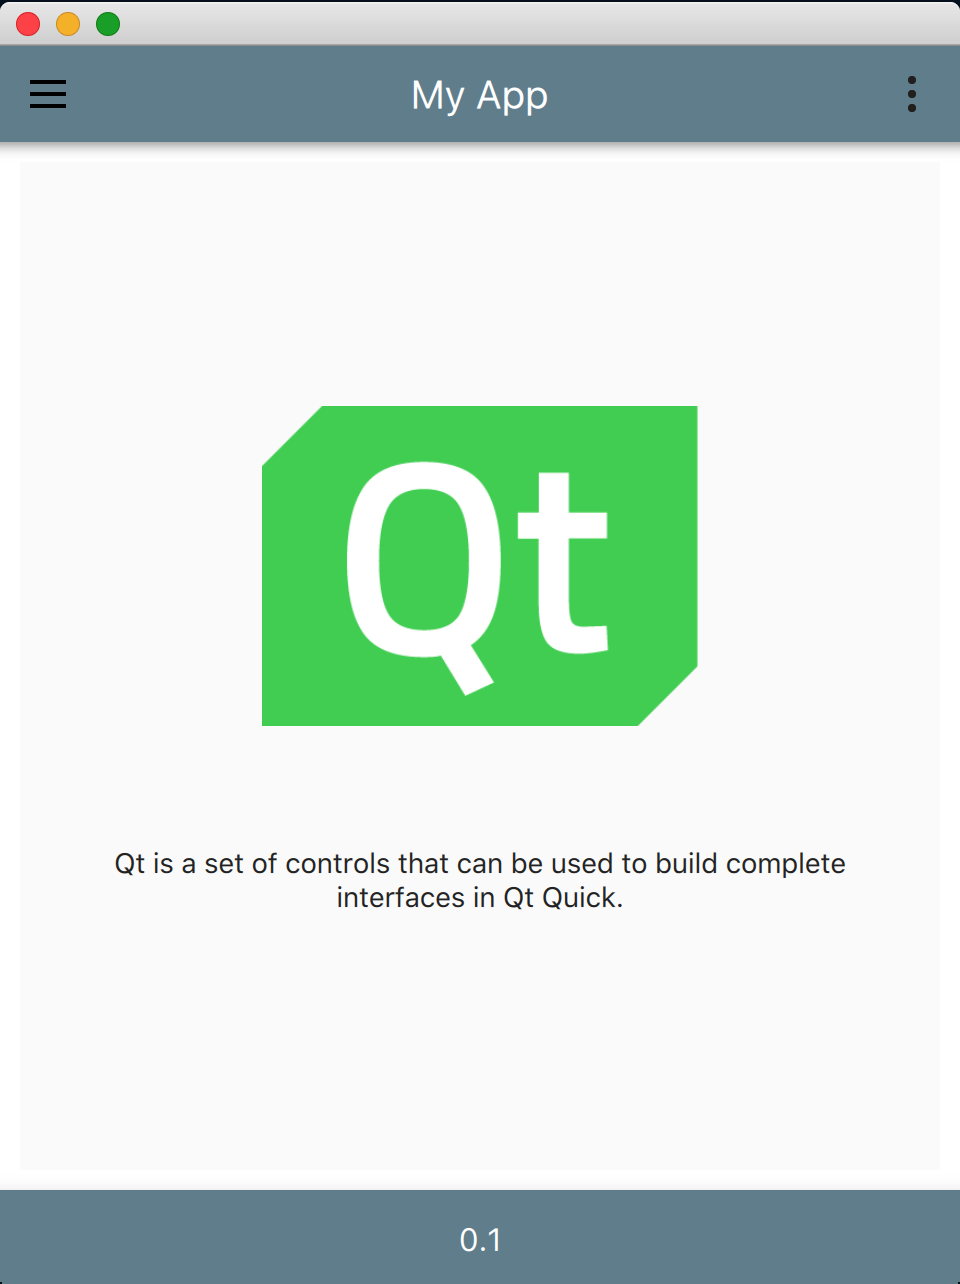 My App
Qt
Qt is a set of controls that can be used to build complete
interfaces in Qt Quick.
0.1